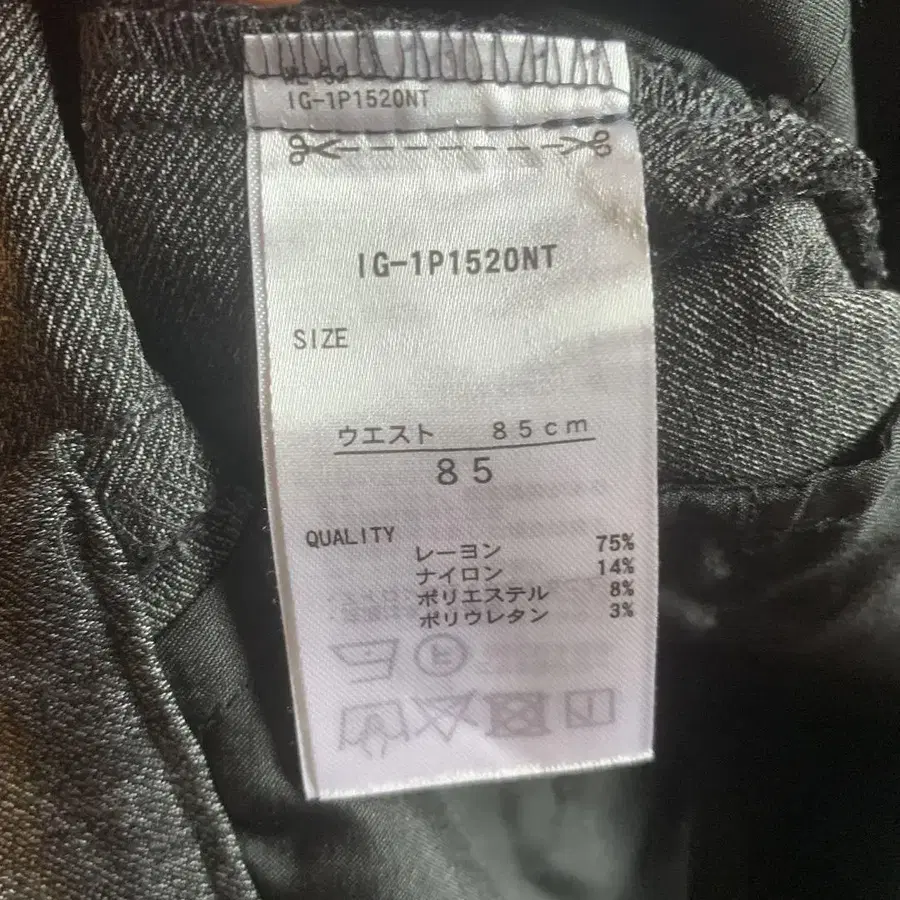 IG-1P1520NT
IG-1P1520NT
SIZE
ウエスト 85cm
85
QUALITY
レーヨン 75%
ナイロン 14%
ポリエステル 8%
ポリウレタン 3%